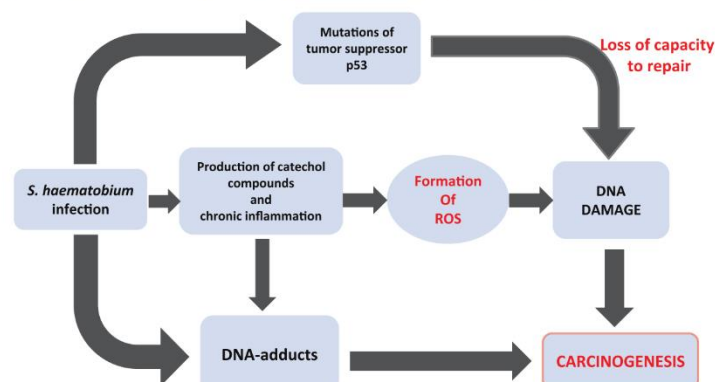 Mutations of
tumor suppressor
p53
Loss of capacity
to repair
S. haematobium
infection
Production of catechol
compounds
and
chronic inflammation
Formation
Of
ROS
DNA
DAMAGE
DNA-adducts
CARCINOGENESIS